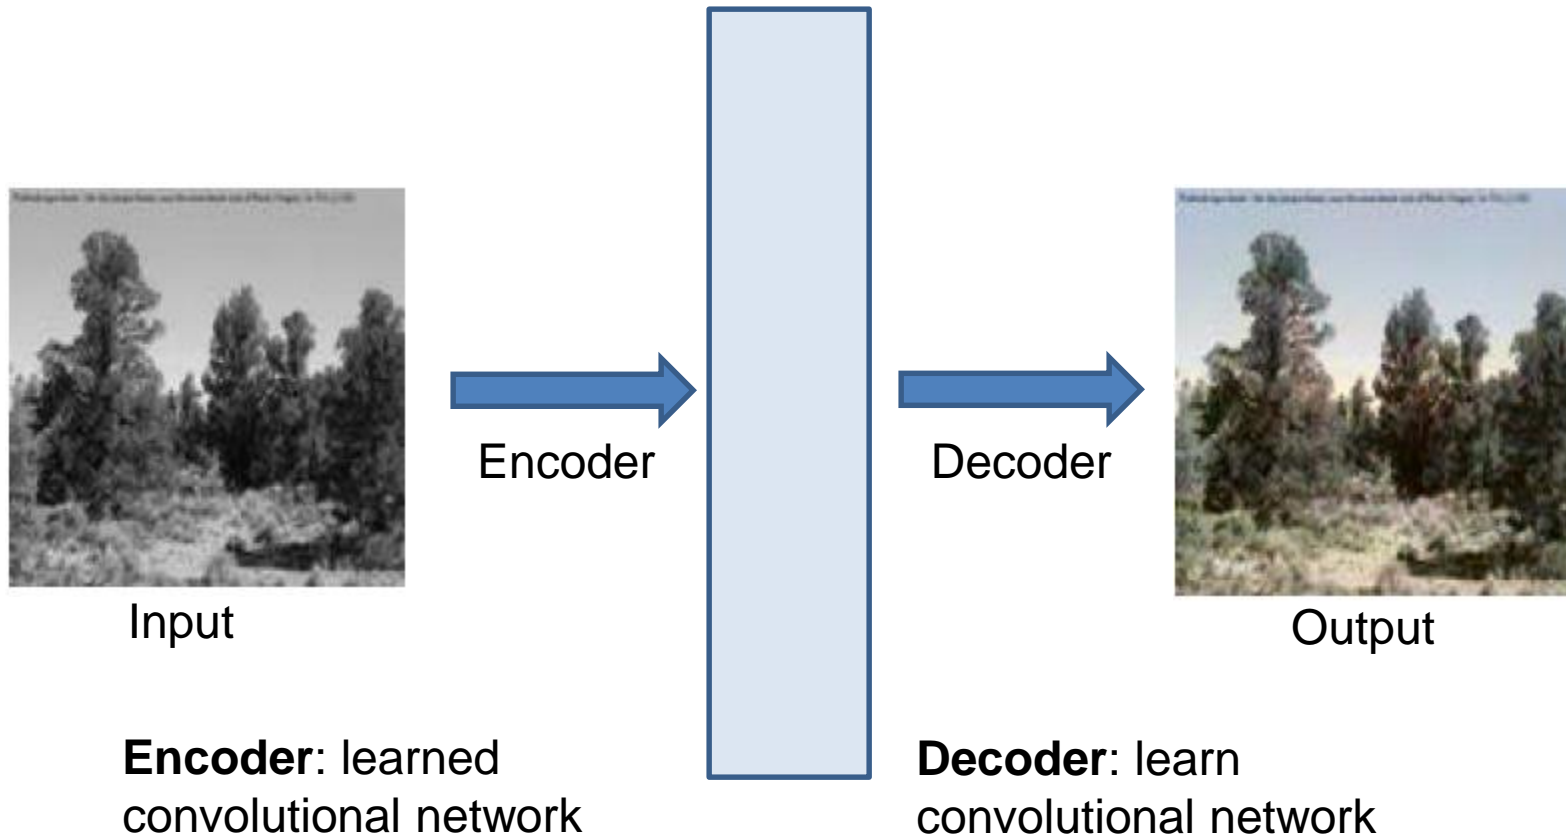 Encoder
Decoder
Input
Output
Encoder: learned
convolutional network
Decoder: learn
convolutional network